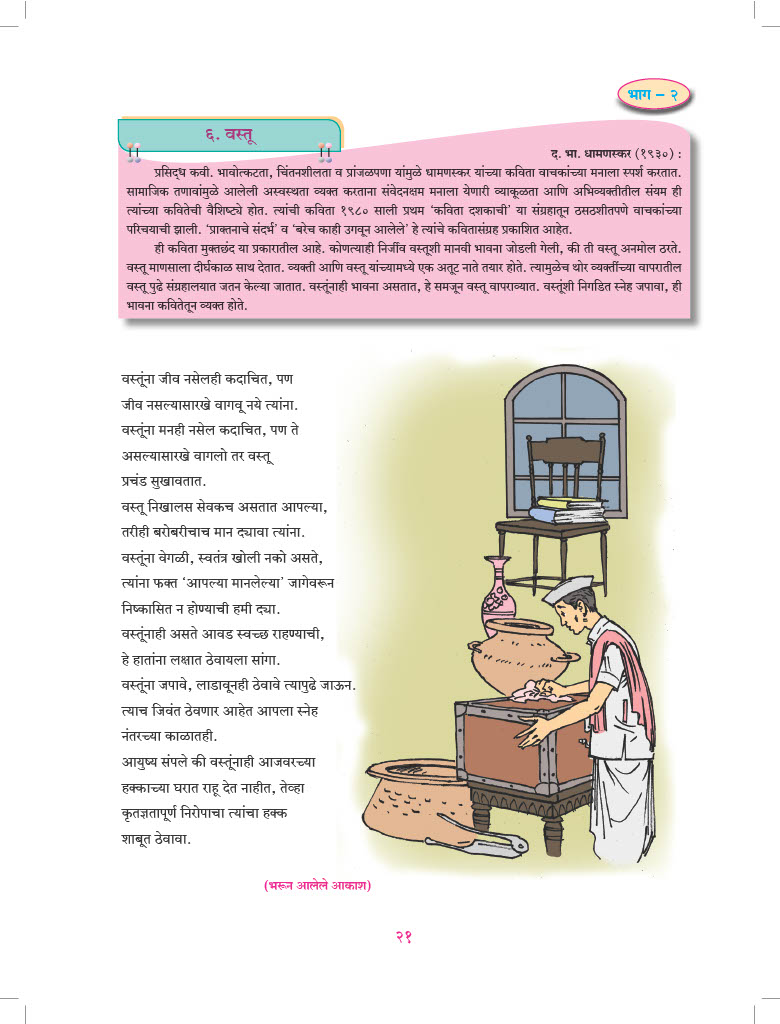 भाग – २
६. वस्तू
द. भा. धामणस्कर (१९३०) :
प्रसिद्ध कवी. भावोत्कटता, चिंतनशीलता व प्रांजळपणा यांमुळे धामणस्कर यांच्या कविता वाचकांच्या मनाला स्पर्श करतात.
सामाजिक तणावांमुळे आलेली अस्वस्थता व्यक्त करताना संवेदनक्षम मनाला येणारी व्याकूळता आणि अभिव्यक्तीतील संयम ही
त्यांच्या कवितेची वैशिष्ट्ये होत. त्यांची कविता १९८० साली प्रथम ‘कविता दशकाची’ या संग्रहातून ठसठशीतपणे वाचकांच्या
परिचयाची झाली. ‘प्राक्तनाचे संदर्भ’ व ‘बरेच काही उगवून आलेले’ हे त्यांचे कवितासंग्रह प्रकाशित आहेत.
ही कविता मुक्तछंद या प्रकारातील आहे. कोणत्याही निर्जीव वस्तूशी मानवी भावना जोडली गेली, की ती वस्तू अनमोल ठरते.
वस्तू माणसाला दीर्घकाळ साथ देतात. व्यक्ती आणि वस्तू यांच्यामध्ये एक अतूट नाते तयार होते. त्यामुळेच थोर व्यक्तींच्या वापरातील
वस्तू पुढे संग्रहालयात जतन केल्या जातात. वस्तूंनाही भावना असतात, हे समजून वस्तू वापराव्यात. वस्तूंशी निगडित स्नेह जपावा, ही
भावना कवितेतून व्यक्त होते.
वस्तूंना जीव नसेलही कदाचित, पण
जीव नसल्यासारखे वागवू नये त्यांना.
वस्तूंना मनही नसेल कदाचित, पण ते
असल्यासारखे वागलो तर वस्तू
प्रचंड सुखावतात.
वस्तू निखालस सेवकच असतात आपल्या,
तरीही बरोबरीचाच मान द्यावा त्यांना.
वस्तूंना वेगळी, स्वतंत्र खोली नको असते,
त्यांना फक्त ‘आपल्या मानलेल्या’ जागेवरून
निष्कासित न होण्याची हमी द्या.
वस्तूंनाही असते आवड स्वच्छ राहण्याची,
हे हातांना लक्षात ठेवायला सांगा.
वस्तूंना जपावे, लाडावूनही ठेवावे त्यापुढे जाऊन.
त्याच जिवंत ठेवणार आहेत आपला स्नेह
नंतरच्या काळातही.
आयुष्य संपले की वस्तूंनाही आजवरच्या
हक्काच्या घरात राहू देत नाहीत, तेव्हा
कृतज्ञतापूर्ण निरोपाचा त्यांचा हक्क
शाबूत ठेवावा.
(भरून आलेले आकाश)
२१